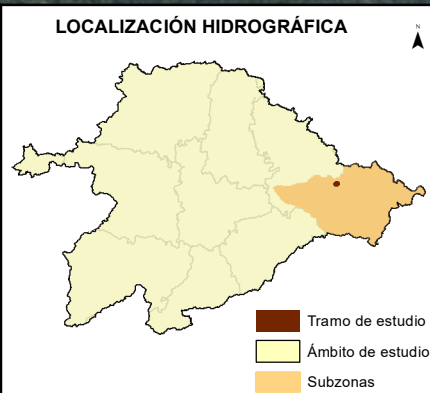 LOCALIZACIÓN HIDROGRÁFICA
N
Tramo de estudio
Ámbito de estudio
Subzonas